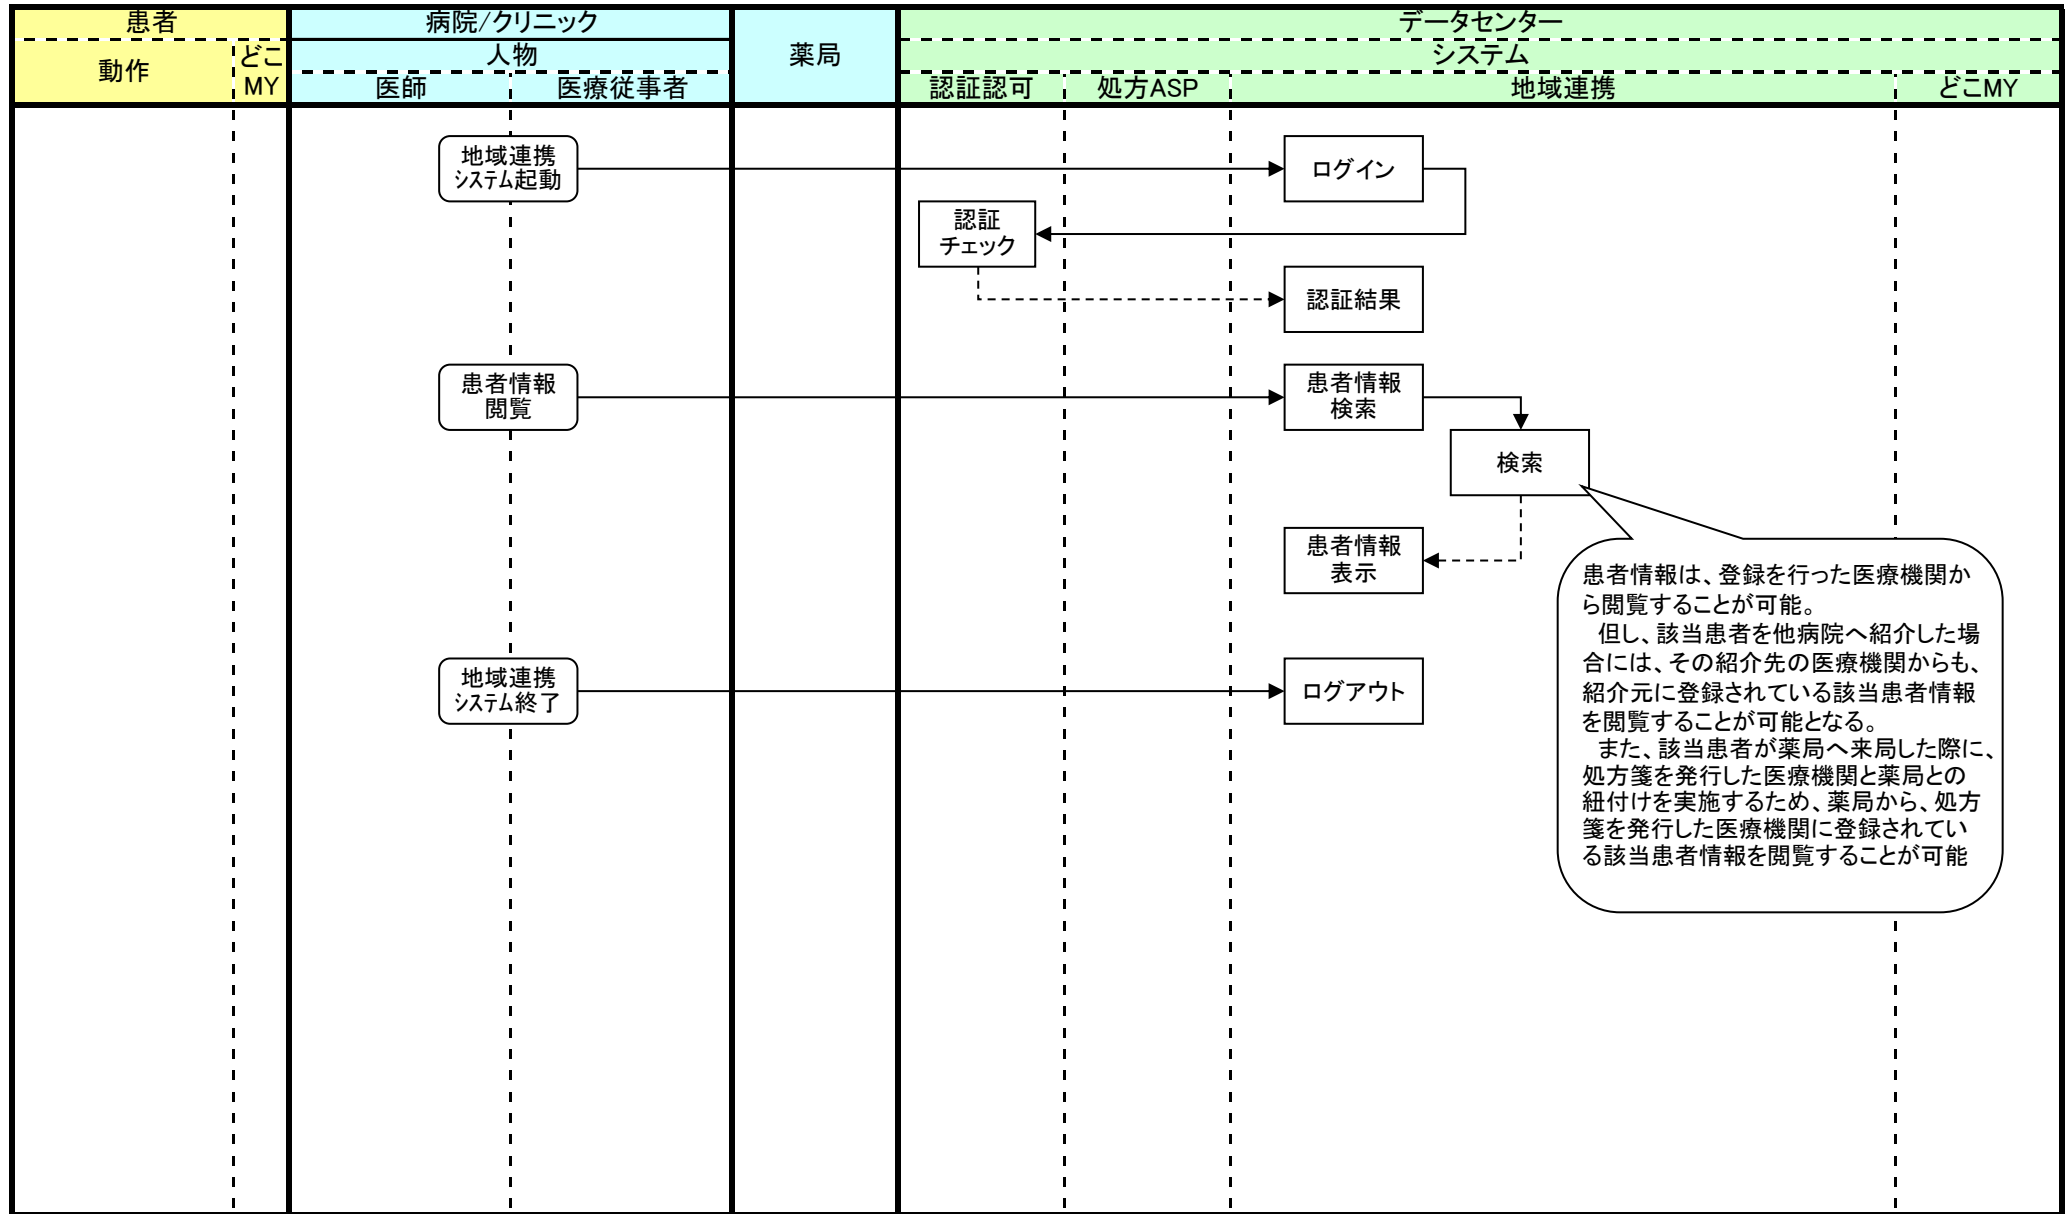 患者
病院/クリニック
薬局
データセンター
動作
どこ
MY
人物
システム
医師
医療従事者
認証認可
処方ASP
地域連携
どこMY
地域連携
システム起動
ログイン
認証
チェック
認証結果
患者情報
閲覧
患者情報
検索
検索
患者情報
表示
患者情報は、登録を行った医療機関か
ら閲覧することが可能。
但し、該当患者を他病院へ紹介した場
合には、その紹介先の医療機関からも、
紹介元に登録されている該当患者情報
を閲覧することが可能となる。
また、該当患者が薬局へ来局した際に、
処方箋を発行した医療機関と薬局との
紐付けを実施するため、薬局から、処方
箋を発行した医療機関に登録されてい
る該当患者情報を閲覧することが可能
地域連携
システム終了
ログアウト